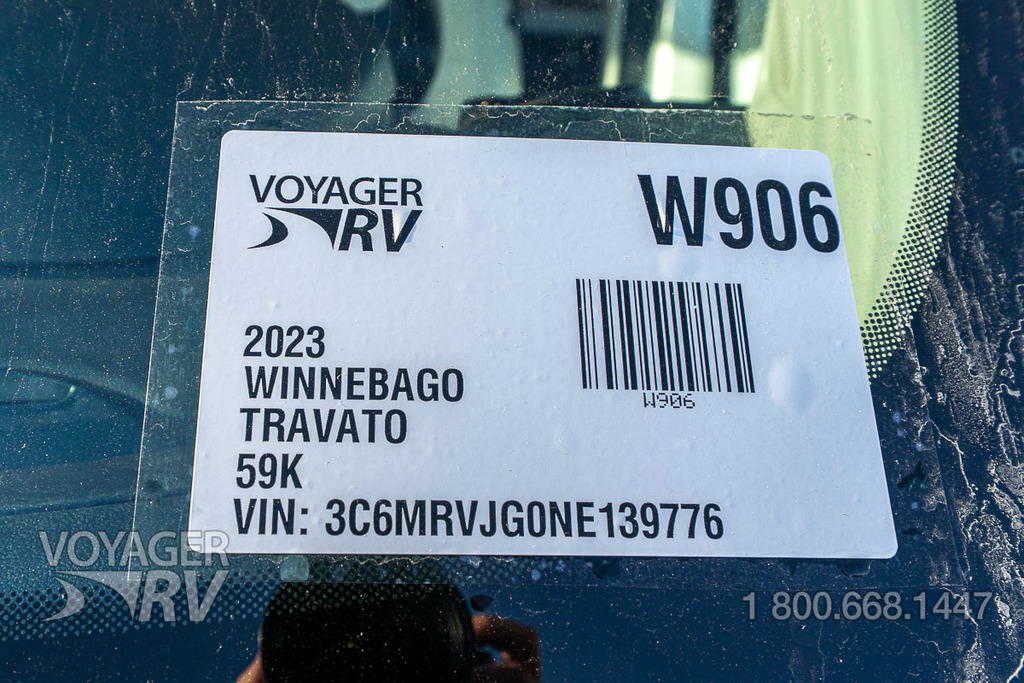 VOYAGER
RV
W906
W906
2023
WINNEBAGO
TRAVATO
59K
VIN: 3C6MRVJG0NE139776
VOYAGER
RV
1 800.668.1447